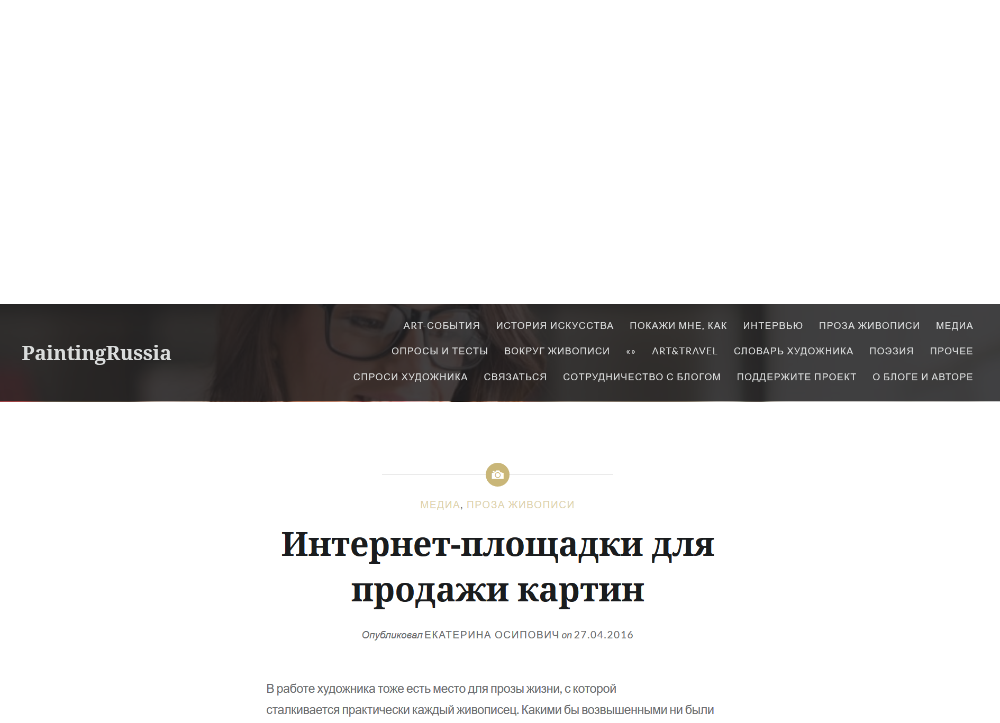 PaintingRussia
ART-СОБЫТИЯ ИСТОРИЯ ИСКУССТВА ПОКАЖИ МНЕ, КАК ИНТЕРВЬЮ ПРОЗА ЖИВОПИСИ МЕДИА
ОПРОСЫ И ТЕСТЫ ВОКРУГ ЖИВОПИСИ «» ART&TRAVEL СЛОВАРЬ ХУДОЖНИКА ПОЭЗИЯ ПРОЧЕЕ
СПРОСИ ХУДОЖНИКА СВЯЗАТЬСЯ СОТРУДНИЧЕСТВО С БЛОГОМ ПОДДЕРЖИТЕ ПРОЕКТ О БЛОГЕ И АВТОРЕ
МЕДИА, ПРОЗА ЖИВОПИСИ
Интернет-площадки для
продажи картин
Опубликовал ЕКАТЕРИНА ОСИПОВИЧ on 27.04.2016
В работе художника тоже есть место для прозы жизни, с которой
сталкивается практически каждый живописец. Какими бы возвышенными ни были